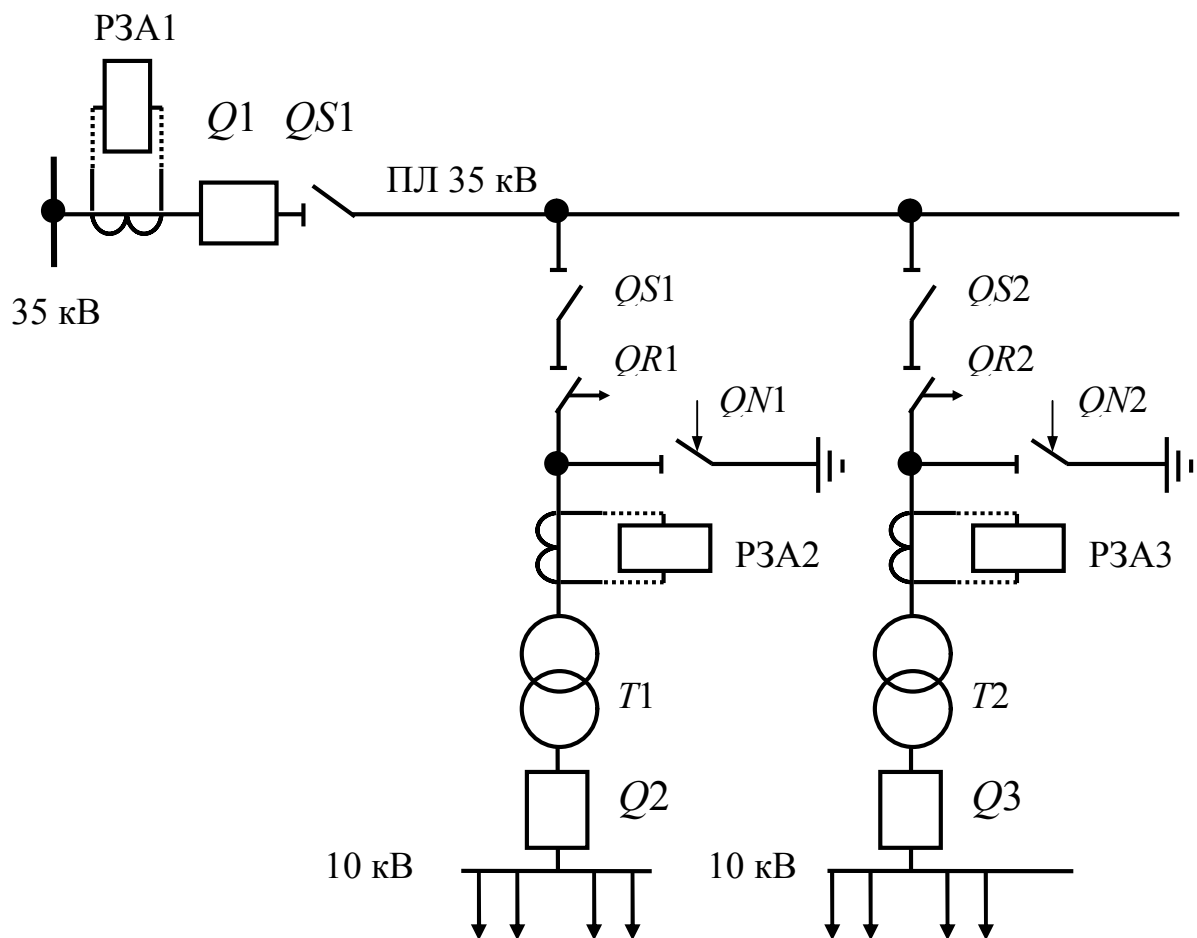 РЗА1
Q1 QS1
ПЛ 35 кВ
35 кВ
QS1 QS2
QR1 QR2
QN1 QN2
РЗА2 РЗА3
T1 T2
Q2 Q3
10 кВ 10 кВ